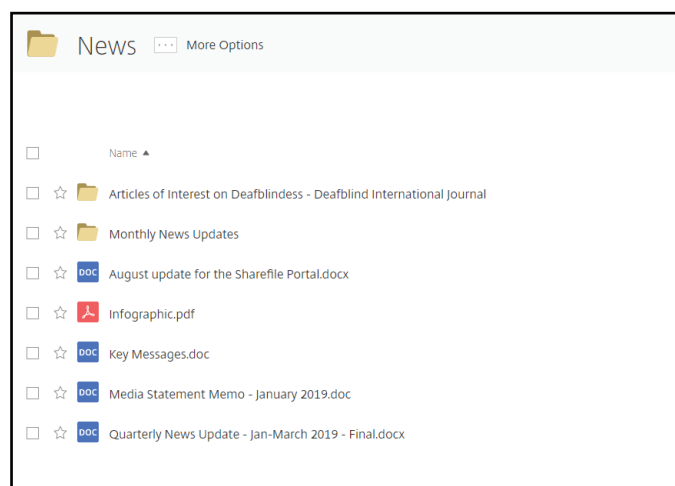 News ··· More Options
Name ▲
Articles of Interest on Deafblindess - Deafblind International Journal
Monthly News Updates
DOC August update for the Sharefile Portal.docx
Infographic.pdf
DOC Key Messages.doc
DOC Media Statement Memo - January 2019.doc
DOC Quarterly News Update - Jan-March 2019 - Final.docx